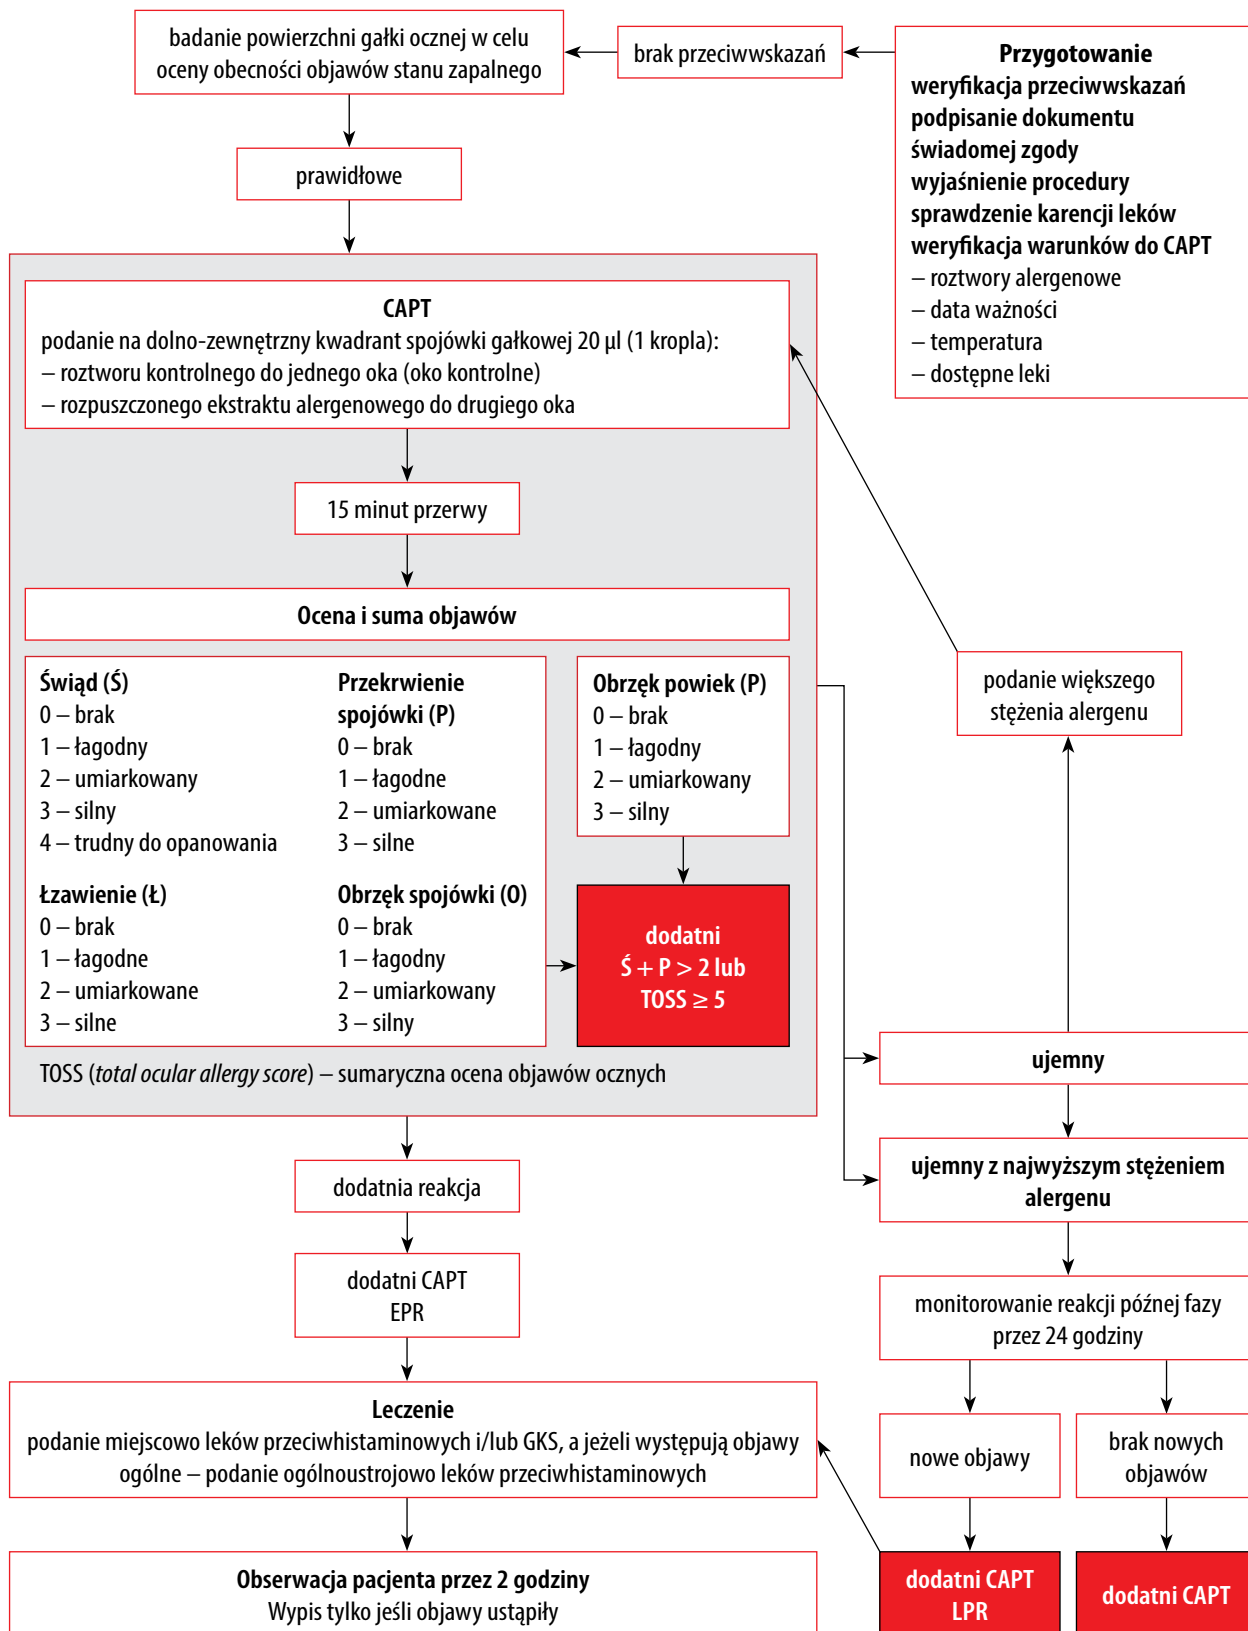 Przygotowanie
weryfikacja przeciwwskazań
podpisanie dokumentu
świadomej zgody
wyjaśnienie procedury
sprawdzenie karencji leków
weryfikacja warunków do CAPT
– roztwory alergenowe
– data ważności
– temperatura
– dostępne leki
brak przeciwwskazań
badanie powierzchni gałki ocznej w celu
oceny obecności objawów stanu zapalnego
prawidłowe
CAPT
podanie na dolno-zewnętrzny kwadrant spojówki gałkowej 20 µl (1 kropla):
– roztworu kontrolnego do jednego oka (oko kontrolne)
– rozpuszczonego ekstraktu alergenowego do drugiego oka
15 minut przerwy
Ocena i suma objawów
Świąd (Ś)
0 – brak
1 – łagodny
2 – umiarkowany
3 – silny
4 – trudny do opanowania
Przekrwienie
spojówki (P)
0 – brak
1 – łagodne
2 – umiarkowane
3 – silne
Łzawienie (Ł)
0 – brak
1 – łagodne
2 – umiarkowane
3 – silne
Obrzęk spojówki (O)
0 – brak
1 – łagodny
2 – umiarkowany
3 – silny
Obrzęk powiek (P)
0 – brak
1 – łagodny
2 – umiarkowany
3 – silny
dodatni
Ś + P > 2 lub
TOSS ≥ 5
TOSS (total ocular allergy score) – sumaryczna ocena objawów ocznych
podanie większego
stężenia alergenu
ujemny
ujemny z najwyższym stężeniem
alergenu
monitorowanie reakcji późnej fazy
przez 24 godziny
nowe objawy
brak nowych
objawów
dodatni CAPT
LPR
dodatni CAPT
dodatnia reakcja
dodatni CAPT
EPR
Leczenie
podanie miejscowo leków przeciwhistaminowych i/lub GKS, a jeżeli występują objawy
ogólne – podanie ogólnoustrojowo leków przeciwhistaminowych
Obserwacja pacjenta przez 2 godziny
Wypis tylko jeśli objawy ustąpiły